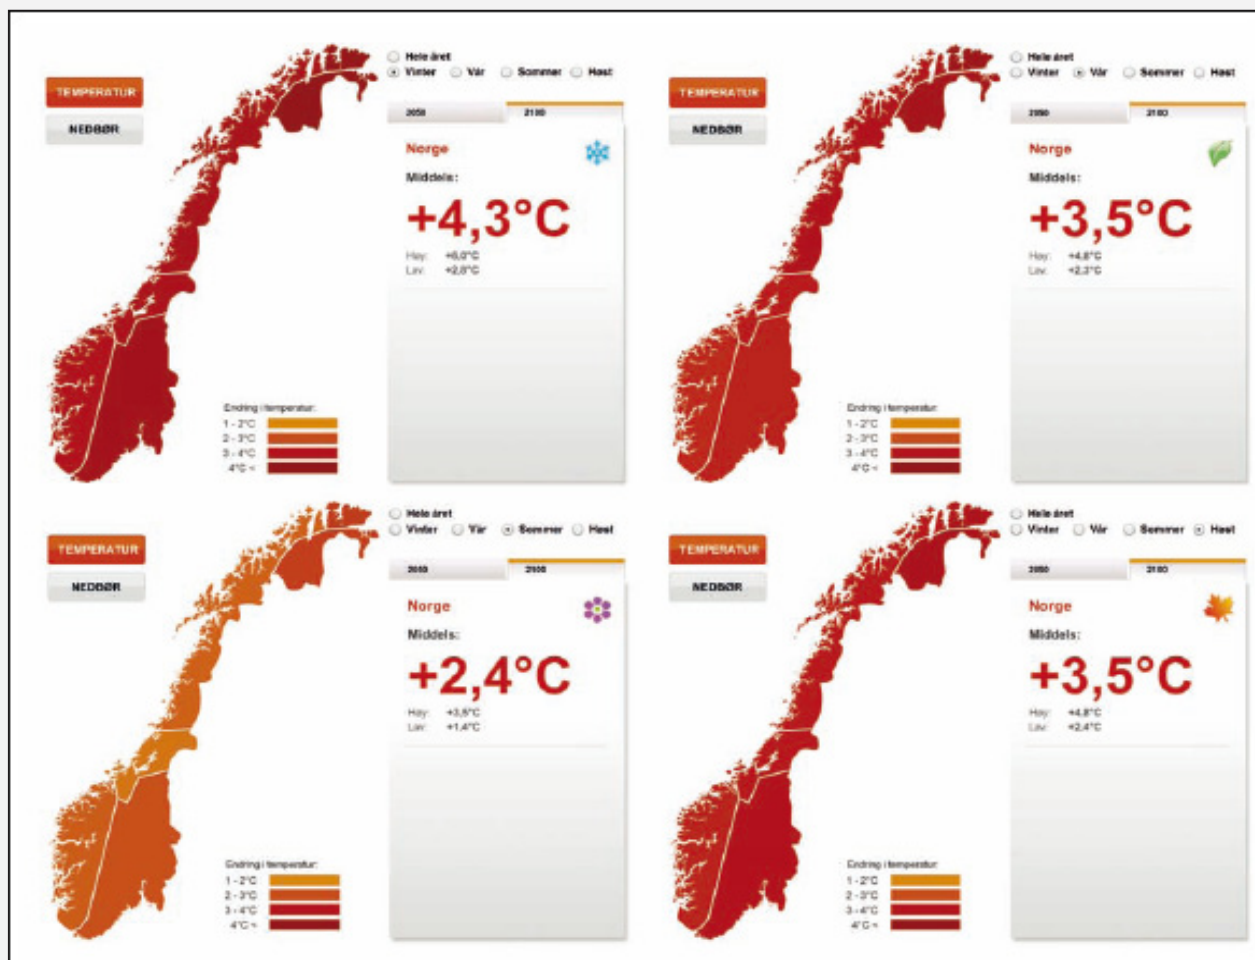 Hele året
Vinter Vår Sommer Høst
TEMPERATUR
NEDBØR
2050 2100
Norge
Middels:
+4,3°C
Høy: +6,0°C
Lav: +2,8°C
Endring i temperatur:
1 - 2°C
2 - 3°C
3 - 4°C
4°C <
Hele året
Vinter Vår Sommer Høst
TEMPERATUR
NEDBØR
2050 2100
Norge
Middels:
+3,5°C
Høy: +4,8°C
Lav: +2,3°C
Endring i temperatur:
1 - 2°C
2 - 3°C
3 - 4°C
4°C <
Hele året
Vinter Vår Sommer Høst
TEMPERATUR
NEDBØR
2050 2100
Norge
Middels:
+2,4°C
Høy: +3,5°C
Lav: +1,4°C
Endring i temperatur:
1 - 2°C
2 - 3°C
3 - 4°C
4°C <
Hele året
Vinter Vår Sommer Høst
TEMPERATUR
NEDBØR
2050 2100
Norge
Middels:
+3,5°C
Høy: +4,8°C
Lav: +2,4°C
Endring i temperatur:
1 - 2°C
2 - 3°C
3 - 4°C
4°C <